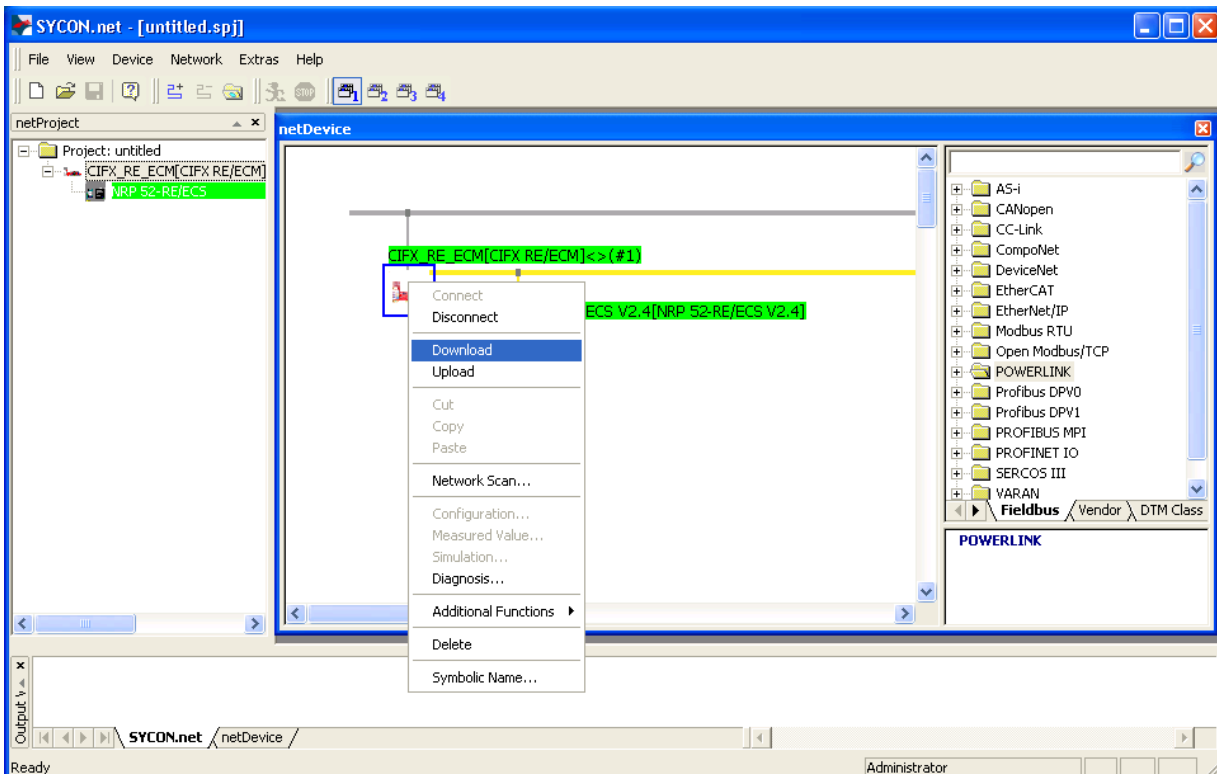 SYCON.net - [untitled.spj]
File View Device Network Extras Help
netProject
Project: untitled
CIFX_RE_ECM[CIFX RE/ECM]
NRP 52-RE/ECS
netDevice
CIFX_RE_ECM[CIFX RE/ECM]<>(#1)
ECS V2.4[NRP 52-RE/ECS V2.4]
Connect
Disconnect
Download
Upload
Cut
Copy
Paste
Network Scan...
Configuration...
Measured Value...
Simulation...
Diagnosis...
Additional Functions
Delete
Symbolic Name...
AS-i
CANopen
CC-Link
CompoNet
DeviceNet
EtherCAT
EtherNet/IP
Modbus RTU
Open Modbus/TCP
POWERLINK
Profibus DPV0
Profibus DPV1
PROFIBUS MPI
PROFINET IO
SERCOS III
VARAN
Fieldbus Vendor DTM Class
POWERLINK
Output
SYCON.net netDevice
Ready
Administrator